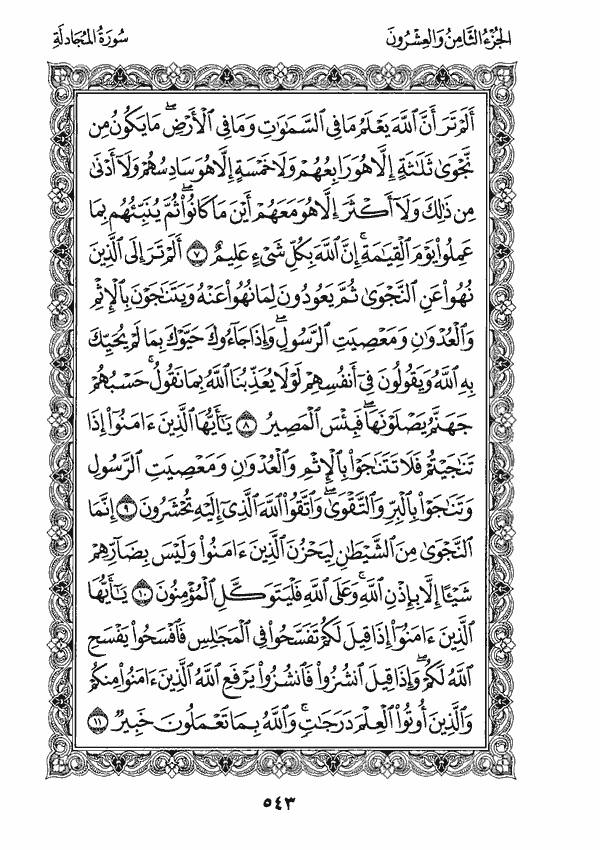 الجُزْءُ الثَّامِنُ وَالعِشْرُونَ
سُورَةُ المُجَادلَةِ
أَلَمْ تَرَ أَنَّ ٱللَّهَ يَعْلَمُ مَا فِي ٱلسَّمَٰوَٰتِ وَمَا فِي ٱلْأَرْضِۖ مَا يَكُونُ مِن
نَّجْوَىٰ ثَلَٰثَةٍ إِلَّا هُوَ رَابِعُهُمْ وَلَا خَمْسَةٍ إِلَّا هُوَ سَادِسُهُمْ وَلَآ أَدْنَىٰ
مِن ذَٰلِكَ وَلَآ أَكْثَرَ إِلَّا هُوَ مَعَهُمْ أَيْنَ مَا كَانُوا۟ۖ ثُمَّ يُنَبِّئُهُم بِمَا
عَمِلُوا۟ يَوْمَ ٱلْقِيَٰمَةِۚ إِنَّ ٱللَّهَ بِكُلِّ شَيْءٍ عَلِيمٌ ٧ أَلَمْ تَرَ إِلَى ٱلَّذِينَ
نُهُوا۟ عَنِ ٱلنَّجْوَىٰ ثُمَّ يَعُودُونَ لِمَا نُهُوا۟ عَنْهُ وَيَتَنَٰجَوْنَ بِٱلْإِثْمِ
وَٱلْعُدْوَٰنِ وَمَعْصِيَتِ ٱلرَّسُولِۖ وَإِذَا جَآءُوكَ حَيَّوْكَ بِمَا لَمْ يُحَيِّكَ
بِهِ ٱللَّهُ وَيَقُولُونَ فِيٓ أَنفُسِهِمْ لَوْلَا يُعَذِّبُنَا ٱللَّهُ بِمَا نَقُولُۚ حَسْبُهُمْ
جَهَنَّمُ يَصْلَوْنَهَاۖ فَبِئْسَ ٱلْمَصِيرُ ٨ يَٰٓأَيُّهَا ٱلَّذِينَ ءَامَنُوٓا۟ إِذَا
تَنَٰجَيْتُمْ فَلَا تَتَنَٰجَوْا۟ بِٱلْإِثْمِ وَٱلْعُدْوَٰنِ وَمَعْصِيَتِ ٱلرَّسُولِ
وَتَنَٰجَوْا۟ بِٱلْبِرِّ وَٱلتَّقْوَىٰۖ وَٱتَّقُوا۟ ٱللَّهَ ٱلَّذِيٓ إِلَيْهِ تُحْشَرُونَ ٩ إِنَّمَا
ٱلنَّجْوَىٰ مِنَ ٱلشَّيْطَٰنِ لِيَحْزُنَ ٱلَّذِينَ ءَامَنُوا۟ وَلَيْسَ بِضَآرِّهِمْ
شَيْـًٔا إِلَّا بِإِذْنِ ٱللَّهِۚ وَعَلَى ٱللَّهِ فَلْيَتَوَكَّلِ ٱلْمُؤْمِنُونَ ١٠ يَٰٓأَيُّهَا
ٱلَّذِينَ ءَامَنُوٓا۟ إِذَا قِيلَ لَكُمْ تَفَسَّحُوا۟ فِي ٱلْمَجَٰلِسِ فَٱفْسَحُوا۟ يَفْسَحِ
ٱللَّهُ لَكُمْۖ وَإِذَا قِيلَ ٱنشُزُوا۟ فَٱنشُزُوا۟ يَرْفَعِ ٱللَّهُ ٱلَّذِينَ ءَامَنُوا۟ مِنكُمْ
وَٱلَّذِينَ أُوتُوا۟ ٱلْعِلْمَ دَرَجَٰتٍۚ وَٱللَّهُ بِمَا تَعْمَلُونَ خَبِيرٌ ١١
٥٤٣